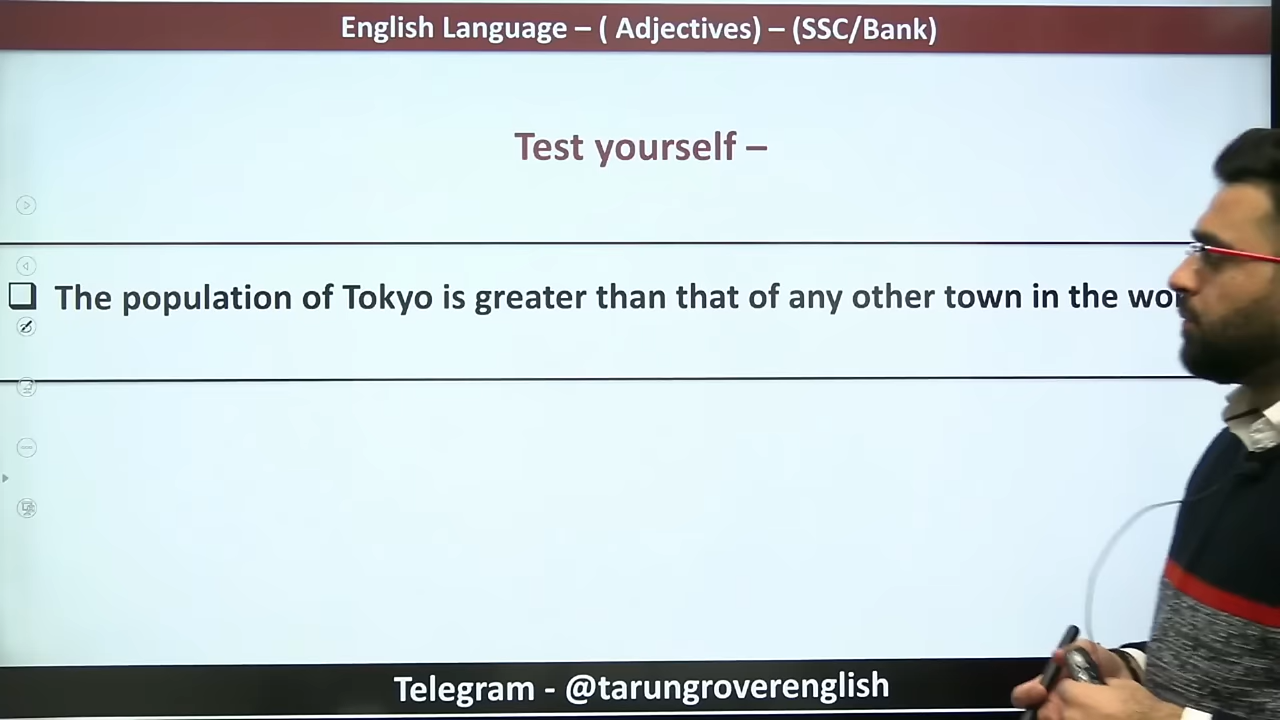 English Language – ( Adjectives) – (SSC/Bank)
Test yourself –
❑ The population of Tokyo is greater than that of any other town in the
Telegram - @tarungroverenglish